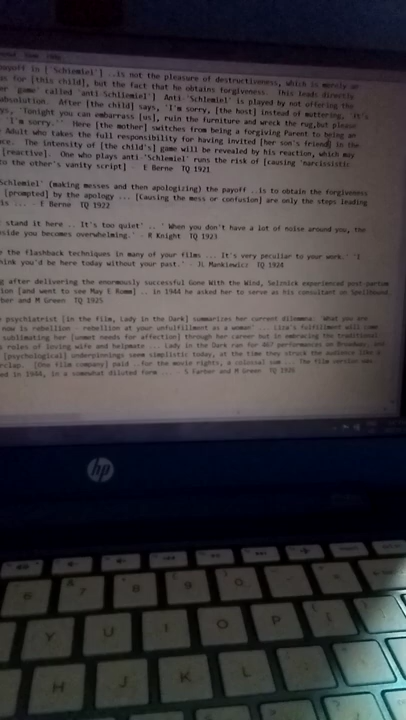 payoff in [ Schlemiel'] ..is not the pleasure of destructiveness, which is merely
for [this child], but the fact that he obtains forgiveness. This leads directly
'game' called 'anti-Schlemiel'] Anti-'Schlemiel' is played by not offering the
absolution. After [the child] says, 'I'm sorry, [the host] instead of muttering, 'It's
says, 'Tonight you can embarrass [us], ruin the furniture and wreck the rug,but please
'I'm sorry.'' Here [the mother] switches from being a forgiving Parent to being an
Adult who takes the full responsibility for having invited [her son's friend] in the
The intensity of [the child's] game will be revealed by his reaction, which may
[reactive]. One who plays anti-'Schlemiel' runs the risk of [causing 'narcissistic
to the other's vanity script] - E Berne TQ 1921
Schlemiel' (making messes and then apologizing) the payoff ..is to obtain the forgiveness
[prompted] by the apology ... [Causing the mess or confusion] are only the steps leading
... ' E Berne TQ 1922
stand it here .. It's too quiet' .. ' When you don't have a lot of noise around you, the
inside you becomes overwhelming.' - K Knight TQ 1923
the flashback techniques in many of your films ... It's very peculiar to your work.' 'I
think you'd be here today without your past.' - JL Mankiewicz TQ 1924
after delivering the enormously successful Gone With the Wind, Selznick experienced post-partum
[and went to see May E Romm] .. in 1944 he asked her to serve as his consultant on Spellbound
and M Green TQ 1925
psychiatrist [in the film, Lady in the Dark] summarizes her current dilemma: 'What you are
now is rebellion - rebellion at your unfulfillment as a woman' ... Liza's fulfillment will come
sublimating her [unmet needs for affection] through her career but in embracing the traditional
roles of loving wife and helpmate ... Lady in the Dark ran for 467 performances on Broadway, and
[psychological] underpinnings seem simplistic today, at the time they struck the audience like a
[One film company] paid ..for the movie rights, a colossal sum ... The film version was
in 1944, in a somewhat diluted form ... ' S Farber and M Green TQ 1926
hp
6
7
8
9
0
Y
U
I
O
P
H
J
K
L